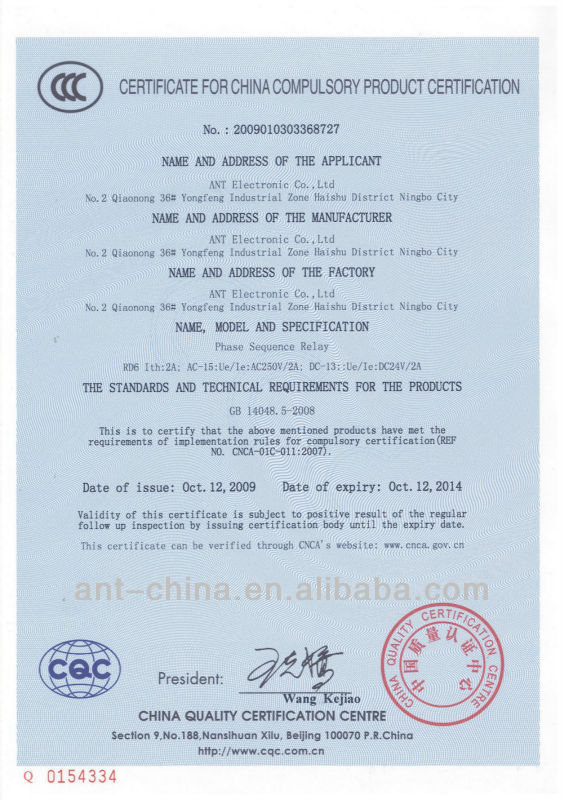 CCC
CERTIFICATE FOR CHINA COMPULSORY PRODUCT CERTIFICATION
No. : 2009010303368727
NAME AND ADDRESS OF THE APPLICANT
ANT Electronic Co.,Ltd
No.2 Qiaonong 36# Yongfeng Industrial Zone Haishu District Ningbo City
NAME AND ADDRESS OF THE MANUFACTURER
ANT Electronic Co.,Ltd
No.2 Qiaonong 36# Yongfeng Industrial Zone Haishu District Ningbo City
NAME AND ADDRESS OF THE FACTORY
ANT Electronic Co.,Ltd
No.2 Qiaonong 36# Yongfeng Industrial Zone Haishu District Ningbo City
NAME, MODEL AND SPECIFICATION
Phase Sequence Relay
RD6 Ith:2A; AC-15:Ue/Ie:AC250V/2A; DC-13::Ue/Ie:DC24V/2A
THE STANDARDS AND TECHNICAL REQUIREMENTS FOR THE PRODUCTS
GB 14048.5-2008
This is to certify that the above mentioned products have met the
requirements of implementation rules for compulsory certification(REF
NO. CNCA-01C-011:2007).
Date of issue: Oct.12,2009 Date of expiry: Oct.12,2014
Validity of this certificate is subject to positive result of the regular
follow up inspection by issuing certification body until the expiry date.
This certificate can be verified through CNCA's website: www.cnca.gov.cn
ant-china.en.alibaba.com
CHINA QUALITY CERTIFICATION CENTRE
中国质量认证中心
CQC
President:
Wang Kejiao
CHINA QUALITY CERTIFICATION CENTRE
Section 9,No.188,Nansihuan Xilu, Beijing 100070 P.R.China
http://www.cqc.com.cn
Q 0154334